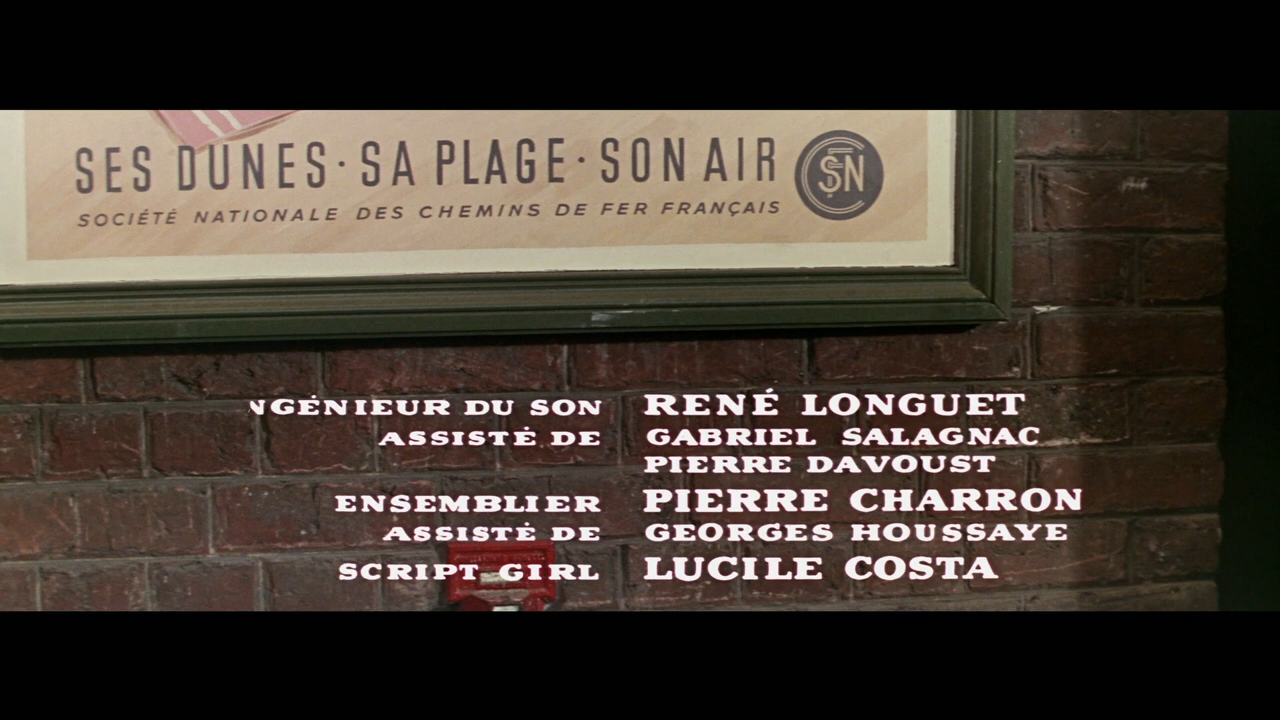 SES DUNES · SA PLAGE · SON AIR
SNCF
SOCIÉTÉ NATIONALE DES CHEMINS DE FER FRANÇAIS
NGÉNIEUR DU SON RENÉ LONGUET
ASSISTÉ DE GABRIEL SALAGNAC
PIERRE DAVOUST
ENSEMBLIER PIERRE CHARRON
ASSISTÉ DE GEORGES HOUSSAYE
SCRIPT GIRL LUCILE COSTA